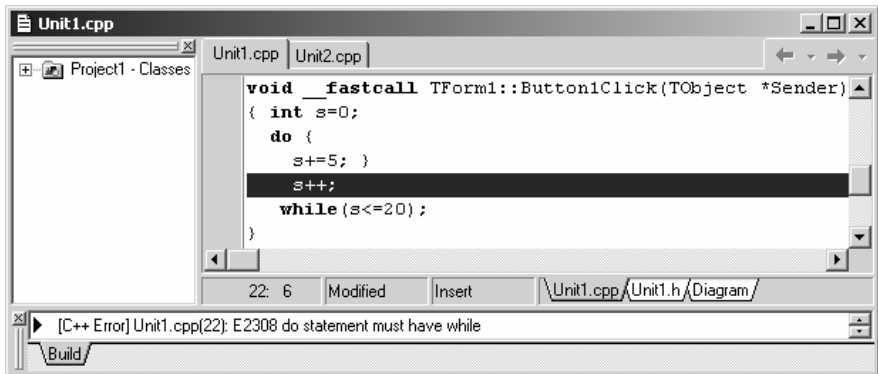 Unit1.cpp
Project1 - Classes
Unit1.cpp Unit2.cpp
void __fastcall TForm1::Button1Click(TObject *Sender)
{ int s=0;
do {
s+=5; }
s++;
while(s<=20);
}
22: 6 Modified Insert \Unit1.cpp/Unit1.h/Diagram/
[C++ Error] Unit1.cpp(22): E2308 do statement must have while
Build